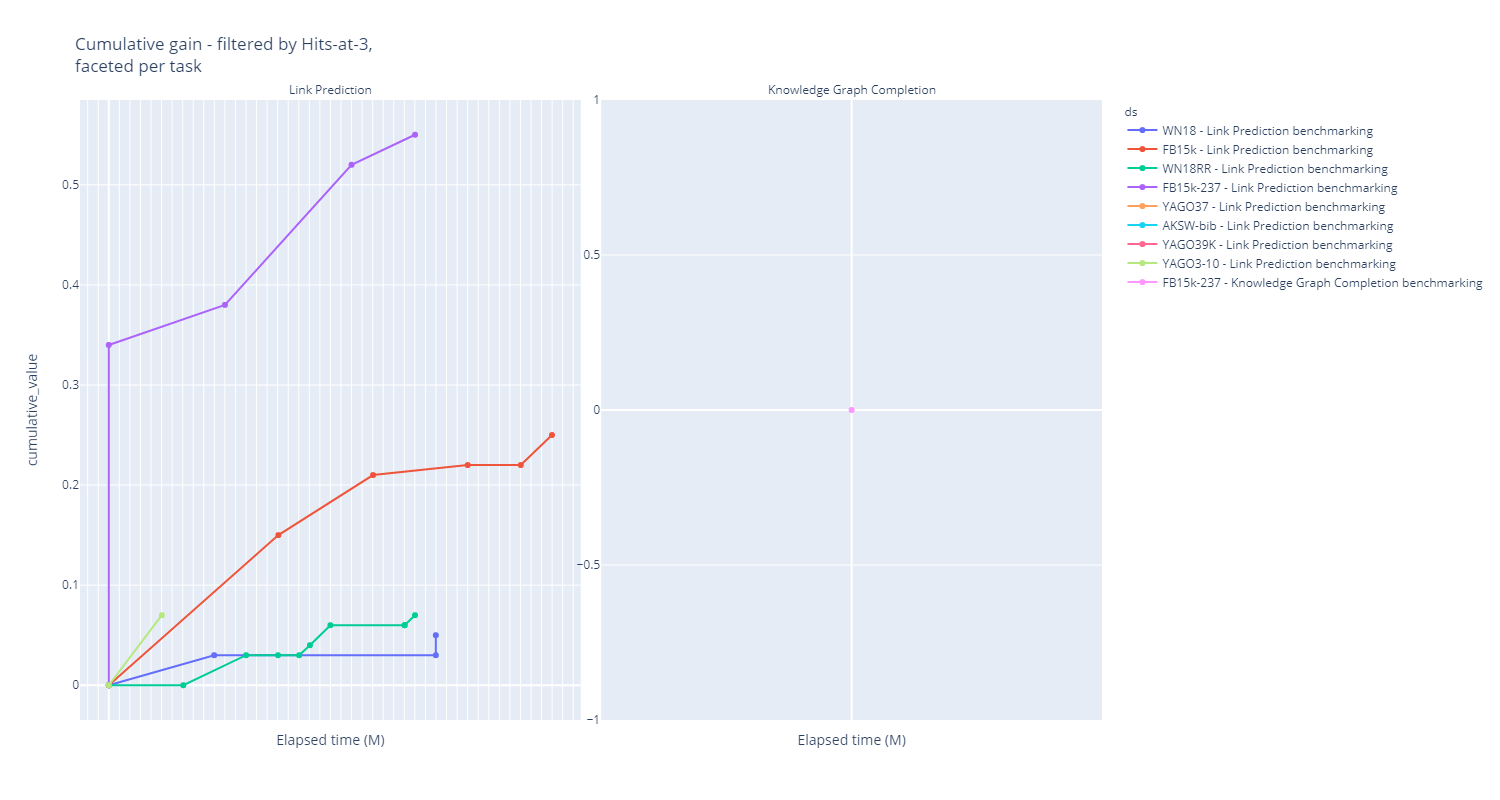 Cumulative gain - filtered by Hits-at-3,
faceted per task
Link Prediction
Knowledge Graph Completion
cumulative_value
0.5
0.4
0.3
0.2
0.1
0
1
0.5
0
−0.5
−1
Elapsed time (M)
Elapsed time (M)
ds
WN18 - Link Prediction benchmarking
FB15k - Link Prediction benchmarking
WN18RR - Link Prediction benchmarking
FB15k-237 - Link Prediction benchmarking
YAGO37 - Link Prediction benchmarking
AKSW-bib - Link Prediction benchmarking
YAGO39K - Link Prediction benchmarking
YAGO3-10 - Link Prediction benchmarking
FB15k-237 - Knowledge Graph Completion benchmarking